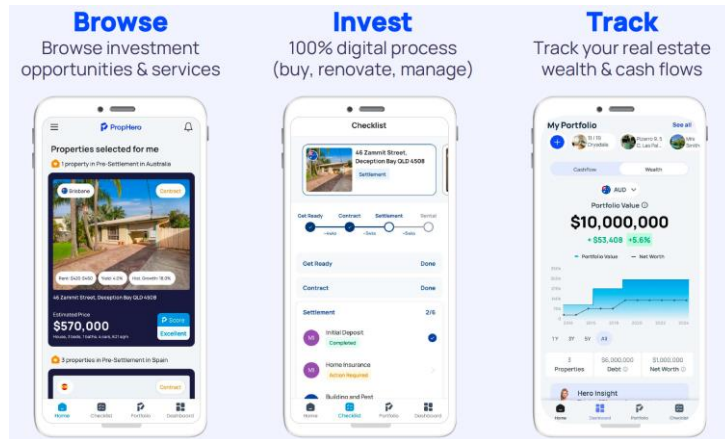 Browse
Browse investment
opportunities & services
PropHero
Properties selected for me
1 property in Pre-Settlement in Australia
Brisbane
Contract
46 Zammit Street, Deception Bay QLD 4508
Estimated Price
$570,000
P Score
Excellent
3 properties in Pre-Settlement in Spain
Contract
Home
Checklist
Portfolio
Dashboard
Invest
100% digital process
(buy, renovate, manage)
Checklist
46 Zammit Street,
Deception Bay QLD 4508
Settlement
Get Ready
Contract
Settlement
Rental
Get Ready
Done
Contract
Done
Settlement
2/6
Initial Deposit
Completed
Home Insurance
Action Required
Building and Pest
Home
Checklist
Portfolio
Dashboard
Track
Track your real estate
wealth & cash flows
My Portfolio
See all
Cashflow
Wealth
AUD
Portfolio Value
$10,000,000
+5.6%
Portfolio Value
Net Worth
1Y
3Y
5Y
All
3
Properties
$6,000,000
Debt
$1,000,000
Net Worth
Hero Insight
Home
Dashboard
Portfolio
Checklist